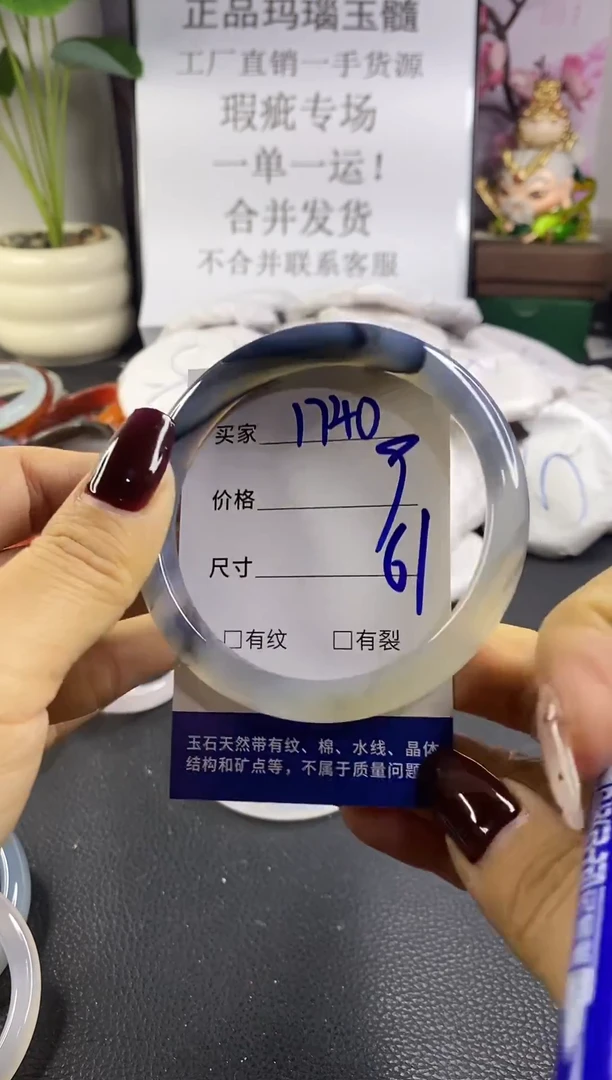 正品玛瑙玉髓
工厂直销一手货源
瑕疵专场
一单一运！
合并发货
不合并联系客服
买家 1740
价格
尺寸 61
□有纹 □有裂
玉石天然带有纹、棉、水线、晶体
结构和矿点等，不属于质量问题